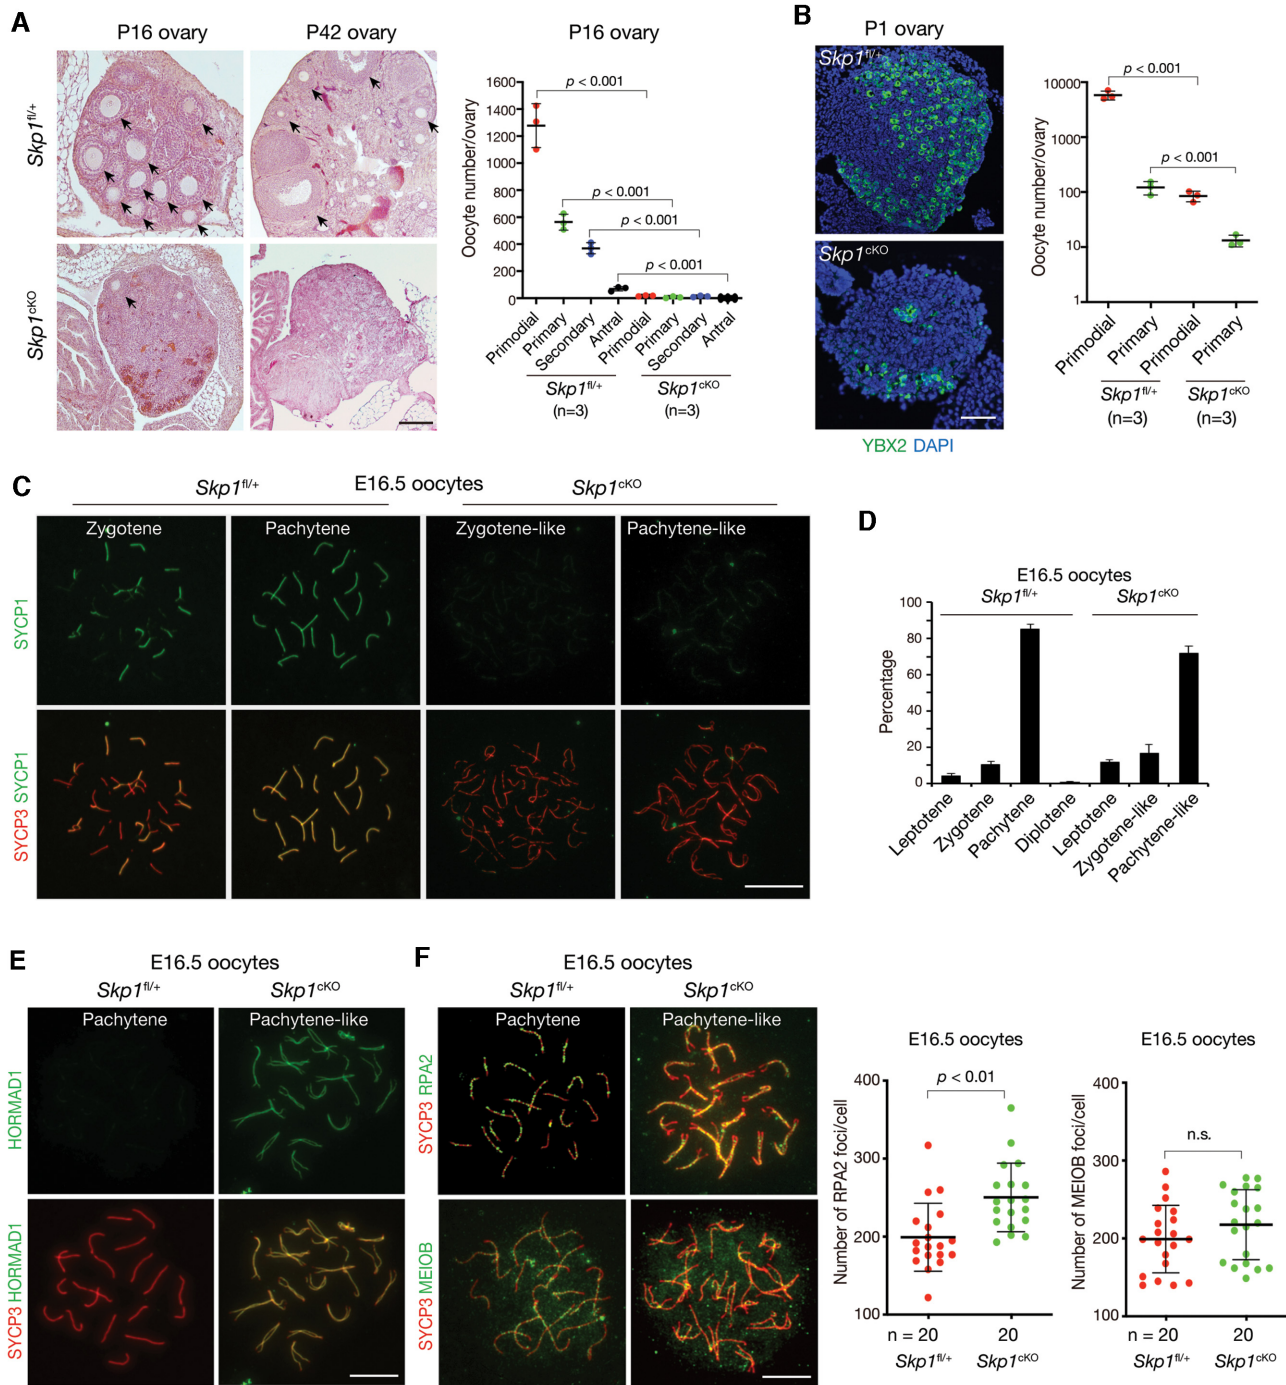 A
P16 ovary
P42 ovary
Skp1fl/+
Skp1cKO
P16 ovary
Oocyte number/ovary
1600
1400
1200
1000
800
600
400
200
0
p < 0.001
p < 0.001
p < 0.001
p < 0.001
Primodial
Primary
Secondary
Antral
Primodial
Primary
Secondary
Antral
Skp1fl/+
Skp1cKO
(n=3)
(n=3)
B
P1 ovary
Skp1fl/+
Skp1cKO
YBX2 DAPI
Oocyte number/ovary
10000
1000
100
10
1
p < 0.001
p < 0.001
Primodial
Primary
Primodial
Primary
Skp1fl/+
Skp1cKO
(n=3)
(n=3)
C
E16.5 oocytes
Skp1fl/+
Skp1cKO
Zygotene
Pachytene
Zygotene-like
Pachytene-like
SYCP1
SYCP3 SYCP1
D
E16.5 oocytes
Skp1fl/+
Skp1cKO
Percentage
100
80
60
40
20
0
Leptotene
Zygotene
Pachytene
Diplotene
Leptotene
Zygotene-like
Pachytene-like
E
E16.5 oocytes
Skp1fl/+
Skp1cKO
Pachytene
Pachytene-like
HORMAD1
SYCP3 HORMAD1
F
E16.5 oocytes
Skp1fl/+
Skp1cKO
Pachytene
Pachytene-like
SYCP3 RPA2
SYCP3 MEIOB
E16.5 oocytes
Number of RPA2 foci/cell
400
300
200
100
p < 0.01
n = 20
20
Skp1fl/+
Skp1cKO
E16.5 oocytes
Number of MEIOB foci/cell
400
300
200
100
n.s.
n = 20
20
Skp1fl/+
Skp1cKO